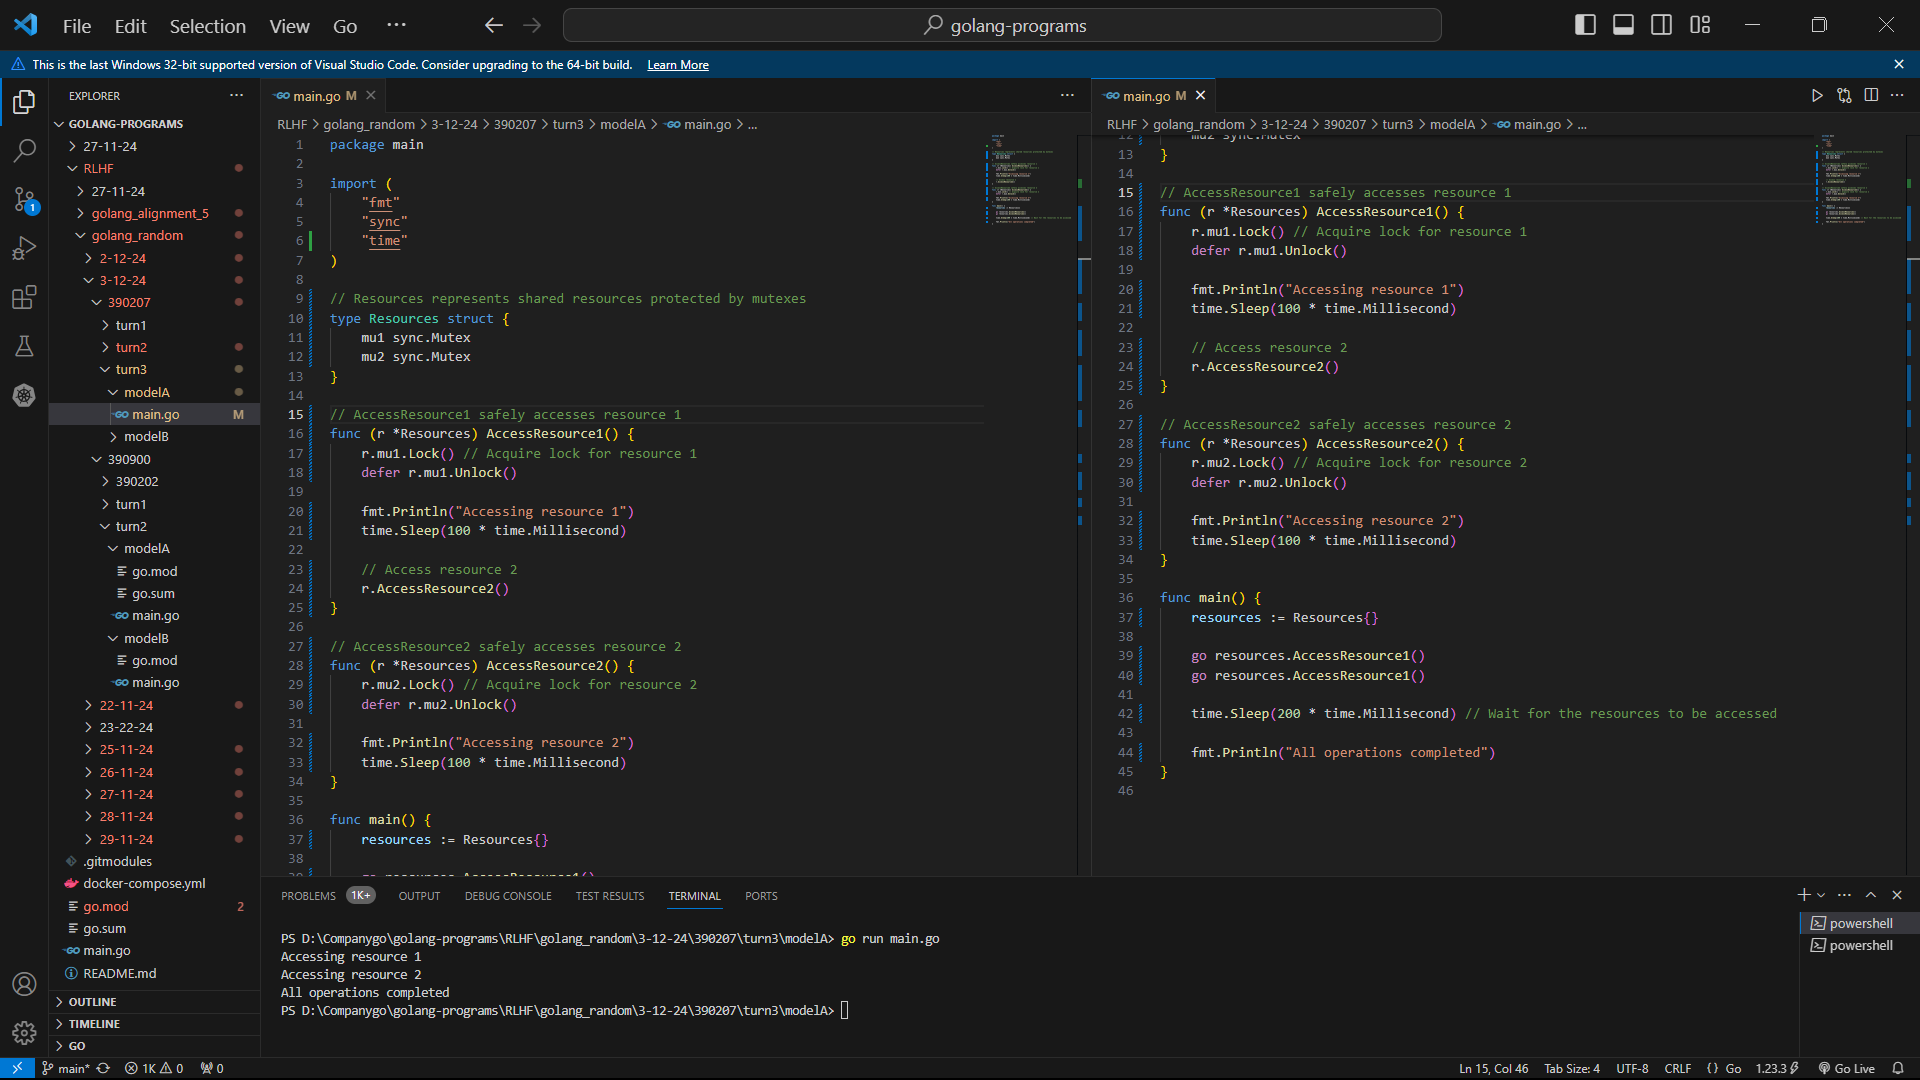 File Edit Selection View Go ···
golang-programs
This is the last Windows 32-bit supported version of Visual Studio Code. Consider upgrading to the 64-bit build. Learn More
EXPLORER
GOLANG-PROGRAMS
27-11-24
RLHF
27-11-24
golang_alignment_5
golang_random
2-12-24
3-12-24
390207
turn1
turn2
turn3
modelA
main.go M
modelB
390900
390202
turn1
turn2
modelA
go.mod
go.sum
main.go
modelB
go.mod
main.go
22-11-24
23-22-24
25-11-24
26-11-24
27-11-24
28-11-24
29-11-24
.gitmodules
docker-compose.yml
go.mod 2
go.sum
main.go
README.md
OUTLINE
TIMELINE
GO
main.go M
RLHF > golang_random > 3-12-24 > 390207 > turn3 > modelA > main.go > ...
1 package main
2
3 import (
4 "fmt"
5 "sync"
6 "time"
7 )
8
9 // Resources represents shared resources protected by mutexes
10 type Resources struct {
11 mu1 sync.Mutex
12 mu2 sync.Mutex
13 }
14
15 // AccessResource1 safely accesses resource 1
16 func (r *Resources) AccessResource1() {
17 r.mu1.Lock() // Acquire lock for resource 1
18 defer r.mu1.Unlock()
19
20 fmt.Println("Accessing resource 1")
21 time.Sleep(100 * time.Millisecond)
22
23 // Access resource 2
24 r.AccessResource2()
25 }
26
27 // AccessResource2 safely accesses resource 2
28 func (r *Resources) AccessResource2() {
29 r.mu2.Lock() // Acquire lock for resource 2
30 defer r.mu2.Unlock()
31
32 fmt.Println("Accessing resource 2")
33 time.Sleep(100 * time.Millisecond)
34 }
35
36 func main() {
37 resources := Resources{}
38
39 go resources.AccessResource1()
main.go M
RLHF > golang_random > 3-12-24 > 390207 > turn3 > modelA > main.go > ...
12 mu2 sync.Mutex
13 }
14
15 // AccessResource1 safely accesses resource 1
16 func (r *Resources) AccessResource1() {
17 r.mu1.Lock() // Acquire lock for resource 1
18 defer r.mu1.Unlock()
19
20 fmt.Println("Accessing resource 1")
21 time.Sleep(100 * time.Millisecond)
22
23 // Access resource 2
24 r.AccessResource2()
25 }
26
27 // AccessResource2 safely accesses resource 2
28 func (r *Resources) AccessResource2() {
29 r.mu2.Lock() // Acquire lock for resource 2
30 defer r.mu2.Unlock()
31
32 fmt.Println("Accessing resource 2")
33 time.Sleep(100 * time.Millisecond)
34 }
35
36 func main() {
37 resources := Resources{}
38
39 go resources.AccessResource1()
40 go resources.AccessResource1()
41
42 time.Sleep(200 * time.Millisecond) // Wait for the resources to be accessed
43
44 fmt.Println("All operations completed")
45 }
46
PROBLEMS 1K+ OUTPUT DEBUG CONSOLE TEST RESULTS TERMINAL PORTS
PS D:\Companygo\golang-programs\RLHF\golang_random\3-12-24\390207\turn3\modelA> go run main.go
Accessing resource 1
Accessing resource 2
All operations completed
PS D:\Companygo\golang-programs\RLHF\golang_random\3-12-24\390207\turn3\modelA>
powershell
powershell
main* 1K 0 0 Ln 15, Col 46 Tab Size: 4 UTF-8 CRLF {} Go 1.23.3 Go Live
1